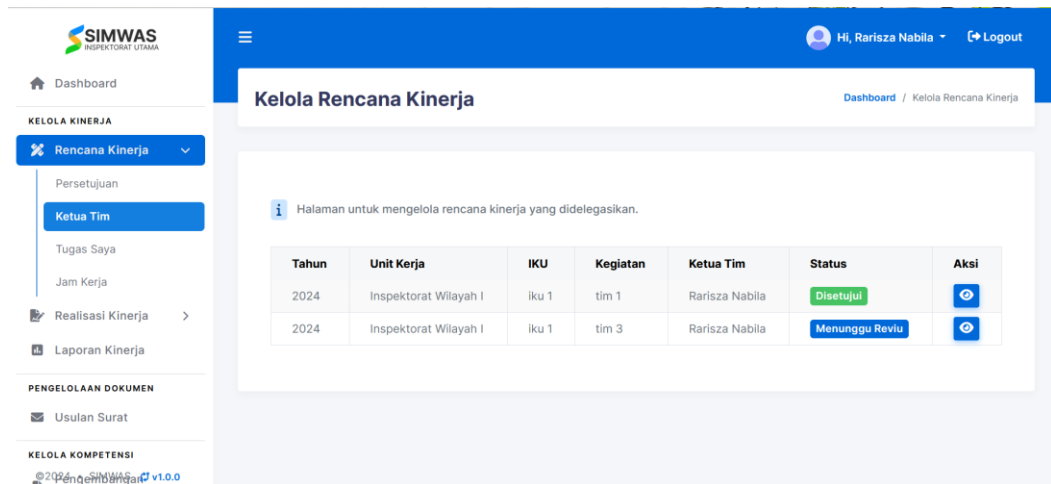 SIMWAS
INSPEKTORAT UTAMA
Hi, Rarisza Nabila
Logout
Dashboard
KELOLA KINERJA
Rencana Kinerja
Persetujuan
Ketua Tim
Tugas Saya
Jam Kerja
Realisasi Kinerja
Laporan Kinerja
PENGELOLAAN DOKUMEN
Usulan Surat
KELOLA KOMPETENSI
Pengembangan
©2024 • SIMWAS v1.0.0
Kelola Rencana Kinerja
Dashboard / Kelola Rencana Kinerja
i Halaman untuk mengelola rencana kinerja yang didelegasikan.
Tahun Unit Kerja IKU Kegiatan Ketua Tim Status Aksi
2024 Inspektorat Wilayah I iku 1 tim 1 Rarisza Nabila Disetujui
2024 Inspektorat Wilayah I iku 1 tim 3 Rarisza Nabila Menunggu Reviu